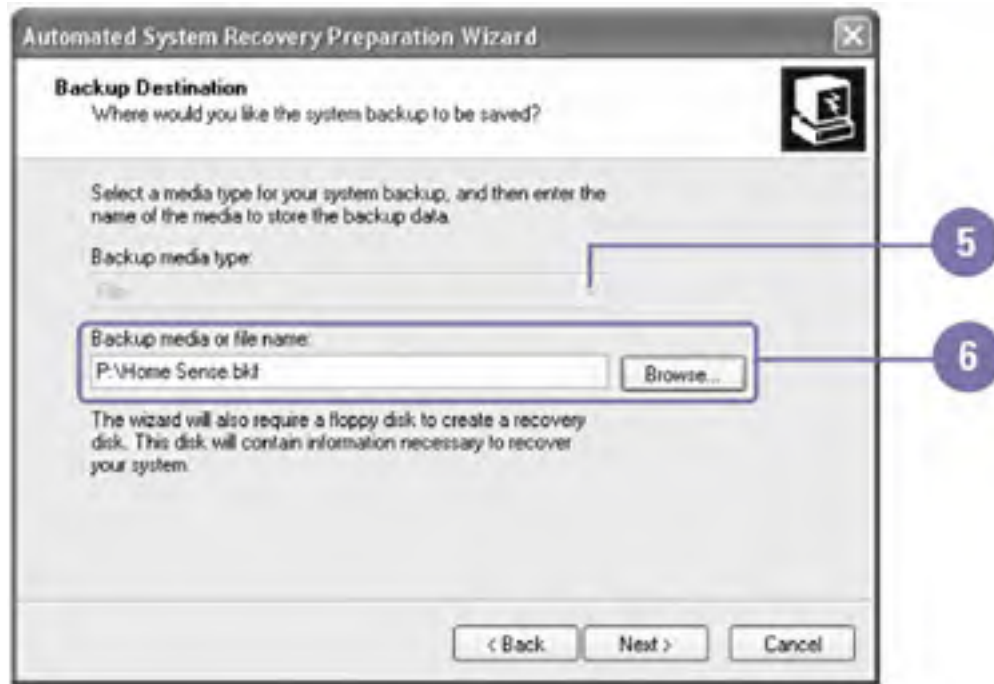 Automated System Recovery Preparation Wizard
Backup Destination
Where would you like the system backup to be saved?
Select a media type for your system backup, and then enter the
name of the media to store the backup data.
Backup media type:
File
5
Backup media or file name:
P:\Home Sense.bkf
Browse...
6
The wizard will also require a floppy disk to create a recovery
disk. This disk will contain information necessary to recover
your system.
< Back
Next >
Cancel